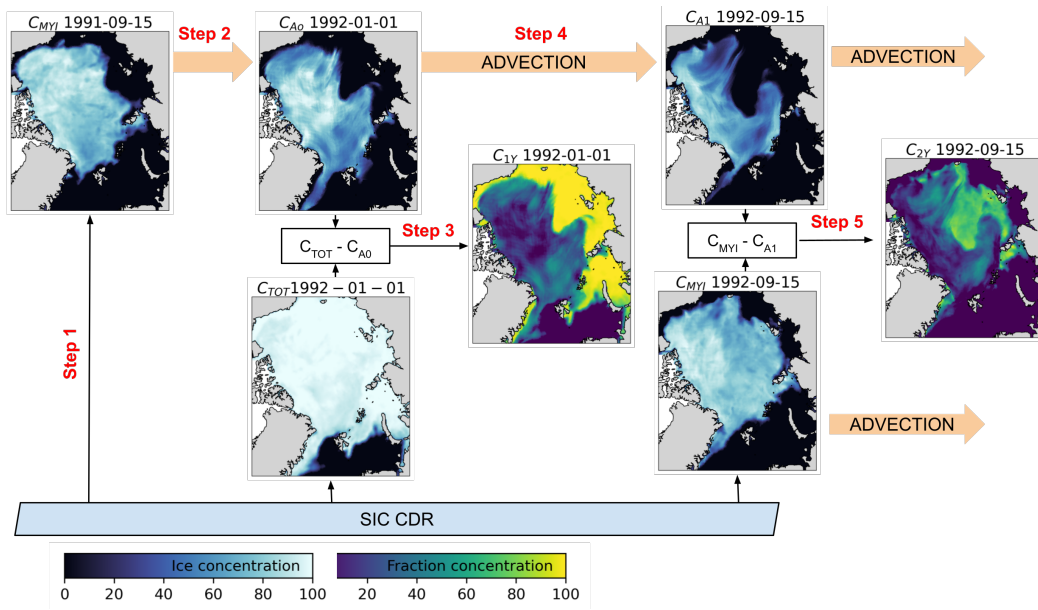 C_MYI 1991-09-15
Step 2
C_Ao 1992-01-01
Step 4
ADVECTION
C_A1 1992-09-15
ADVECTION
C_1Y 1992-01-01
C_2Y 1992-09-15
C_TOT - C_A0
Step 3
C_MYI - C_A1
Step 5
C_TOT 1992 − 01 − 01
C_MYI 1992-09-15
Step 1
ADVECTION
SIC CDR
Ice concentration
0 20 40 60 80 100
Fraction concentration
20 40 60 80 100